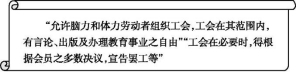 “允许脑力和体力劳动者组织工会，工会在其范围内，
有言论、出版及办理教育事业之自由”“工会在必要时，得根
据会员之多数决议，宣告罢工等”